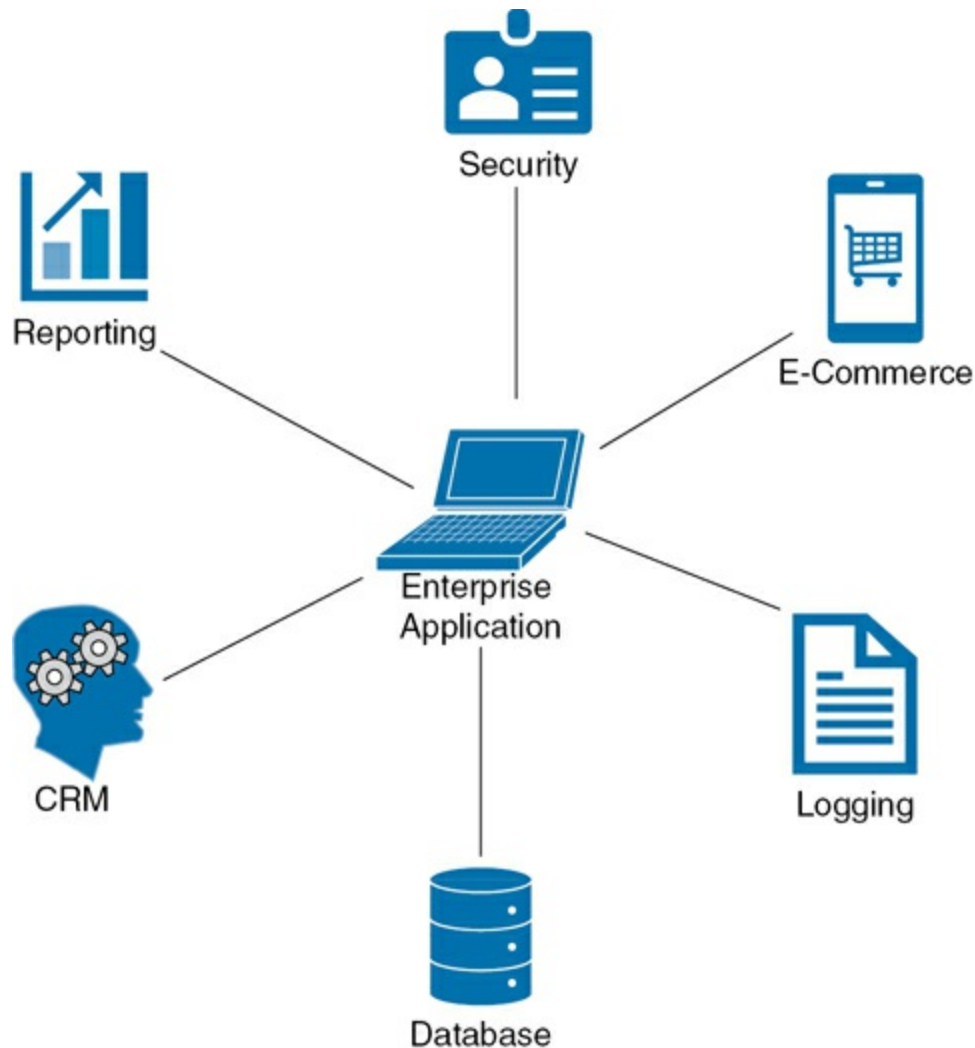 Security
Reporting
E-Commerce
Enterprise
Application
CRM
Logging
Database